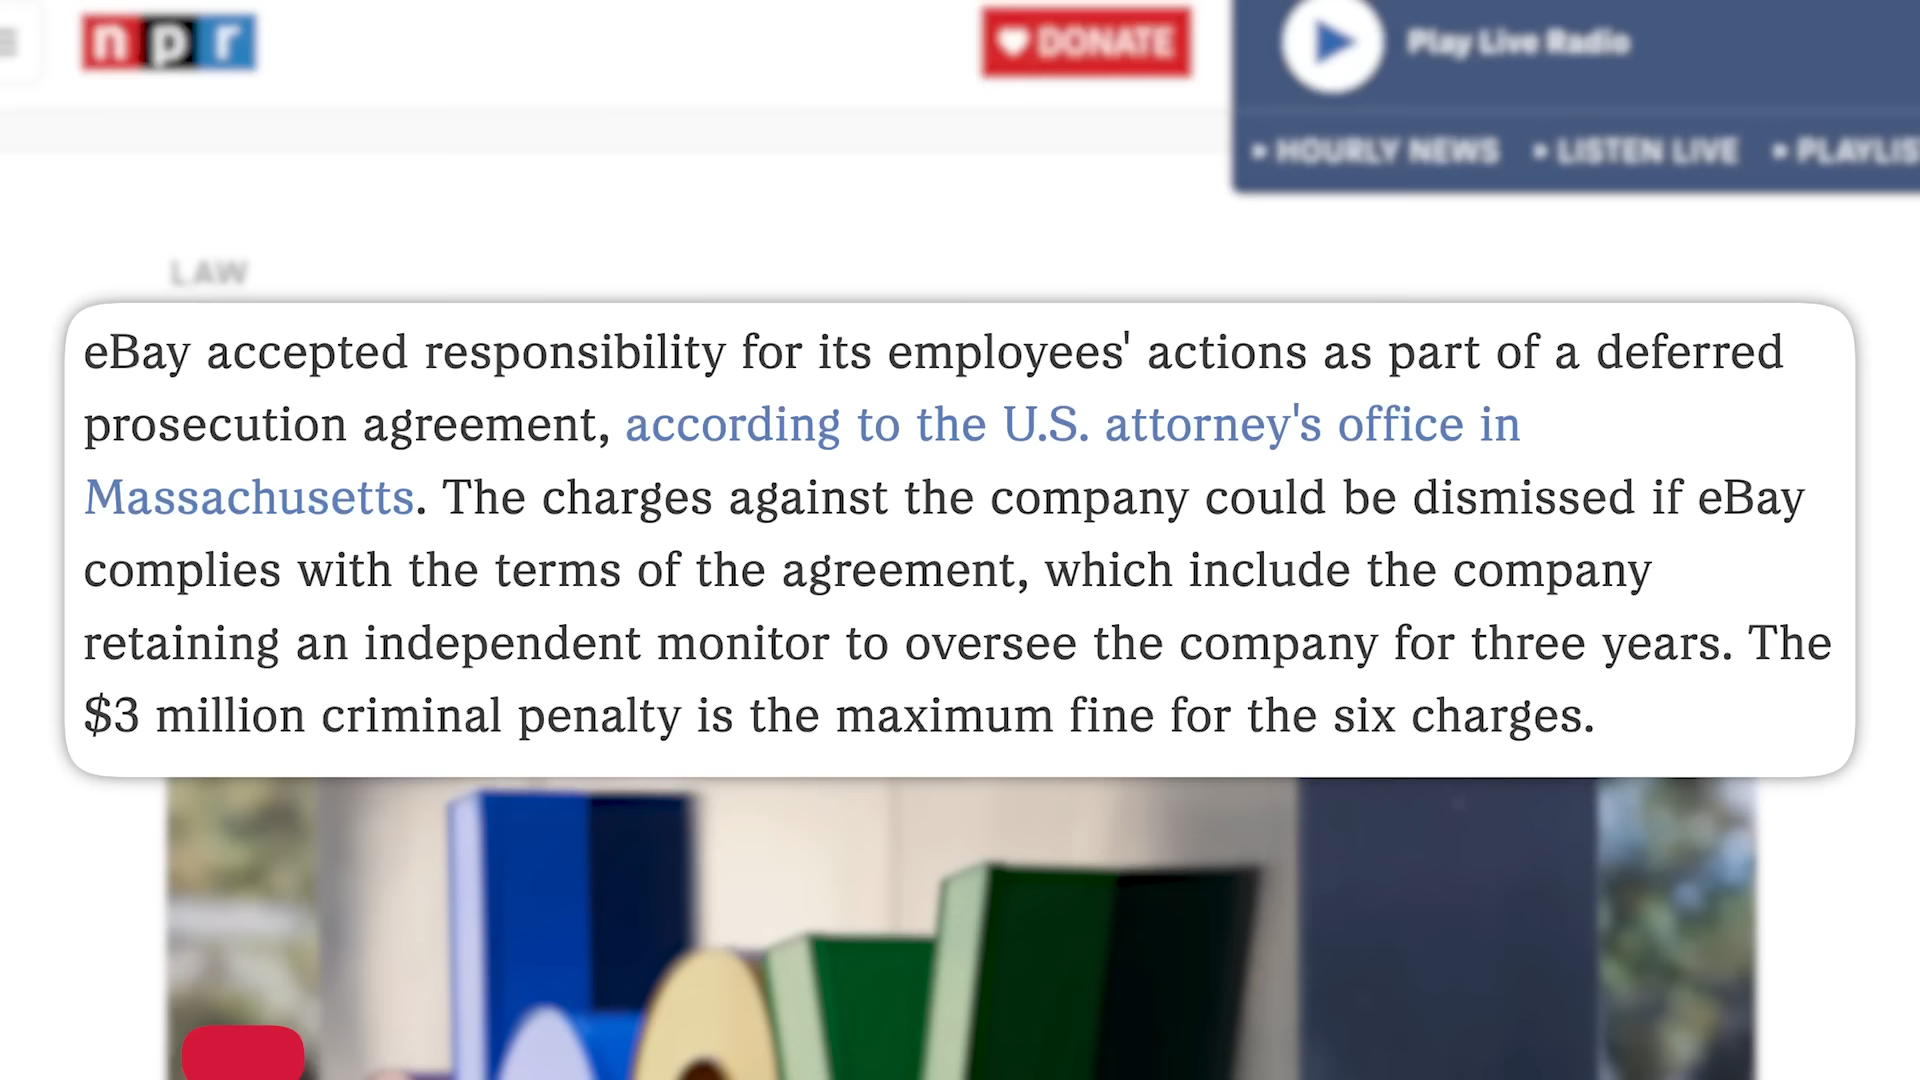 npr
DONATE
Play Live Radio
HOURLY NEWS
LISTEN LIVE
LAW
eBay accepted responsibility for its employees' actions as part of a deferred
prosecution agreement, according to the U.S. attorney's office in
Massachusetts. The charges against the company could be dismissed if eBay
complies with the terms of the agreement, which include the company
retaining an independent monitor to oversee the company for three years. The
$3 million criminal penalty is the maximum fine for the six charges.